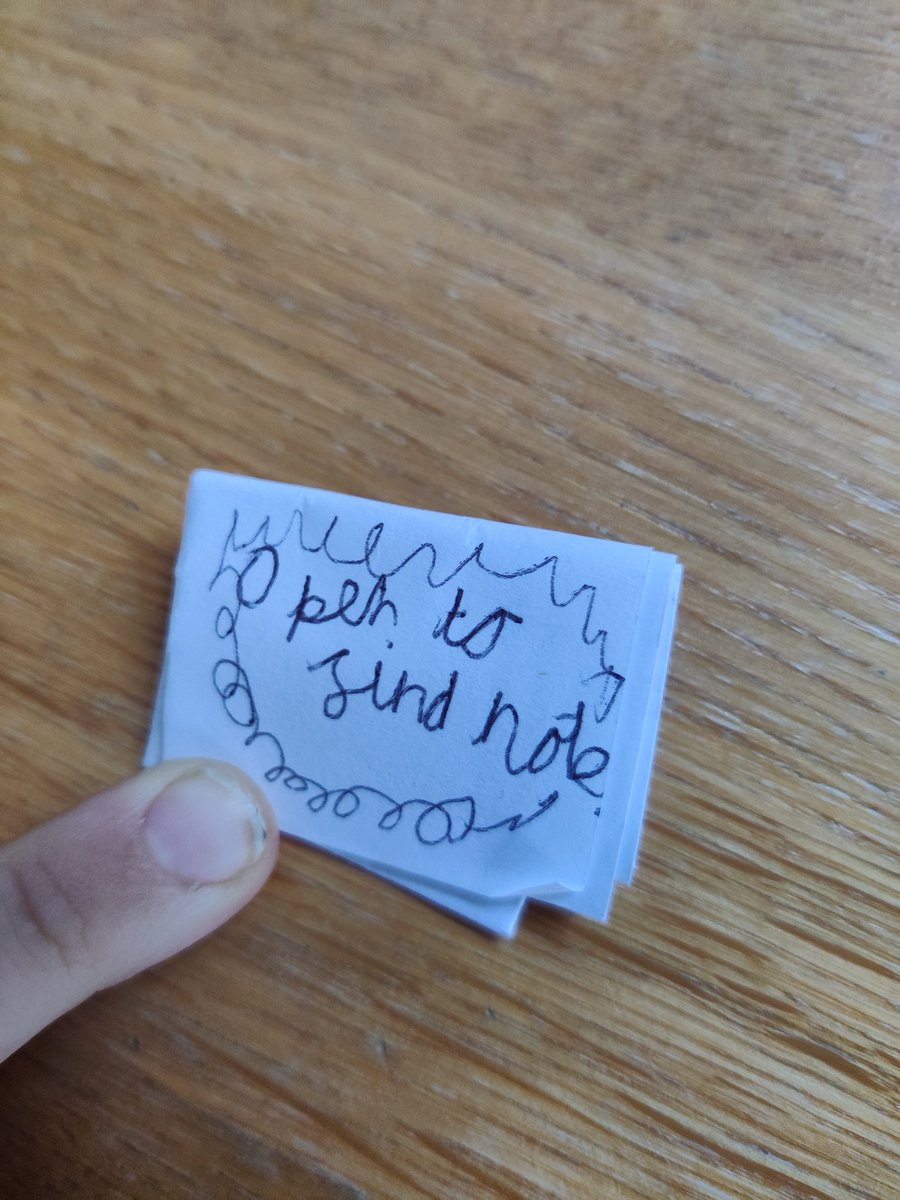 Open to
find note